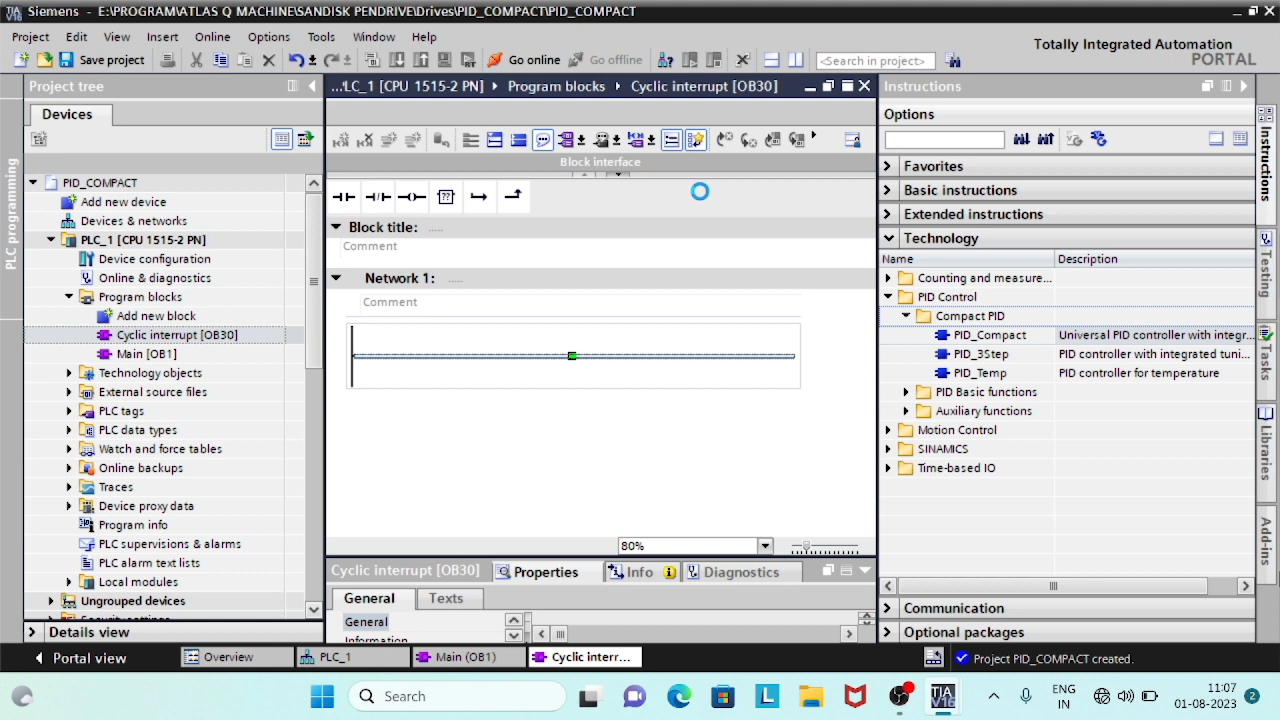 Siemens - E:\PROGRAM\ATLAS Q MACHINE\SANDISK PENDRIVE\Drives\PID_COMPACT\PID_COMPACT
Project Edit View Insert Online Options Tools Window Help
Totally Integrated Automation
PORTAL
Save project
Go online
Go offline
<Search in project>
Project tree
...LC_1 [CPU 1515-2 PN] Program blocks Cyclic interrupt [OB30]
Instructions
Devices
Options
PLC programming
Block interface
PID_COMPACT
Add new device
Devices & networks
PLC_1 [CPU 1515-2 PN]
Device configuration
Online & diagnostics
Program blocks
Add new block
Cyclic interrupt [OB30]
Main [OB1]
Technology objects
External source files
PLC tags
PLC data types
Watch and force tables
Online backups
Traces
Device proxy data
Program info
PLC supervisions & alarms
PLC alarm text lists
Local modules
Ungrouped devices
Details view
??
Block title: .....
Comment
Network 1: .....
Comment
80%
Cyclic interrupt [OB30]
Properties
Info
Diagnostics
General
Texts
General
Information
Favorites
Basic instructions
Extended instructions
Technology
Name Description
Counting and measure...
PID Control
Compact PID
PID_Compact Universal PID controller with integr...
PID_3Step PID controller with integrated tuni...
PID_Temp PID controller for temperature
PID Basic functions
Auxiliary functions
Motion Control
SINAMICS
Time-based IO
Communication
Optional packages
Instructions
Testing
Tasks
Libraries
Add-ins
Portal view
Overview
PLC_1
Main (OB1)
Cyclic interr...
Project PID_COMPACT created.
Search
L
TIA
V16
ENG
IN
11:07
01-08-2023
2